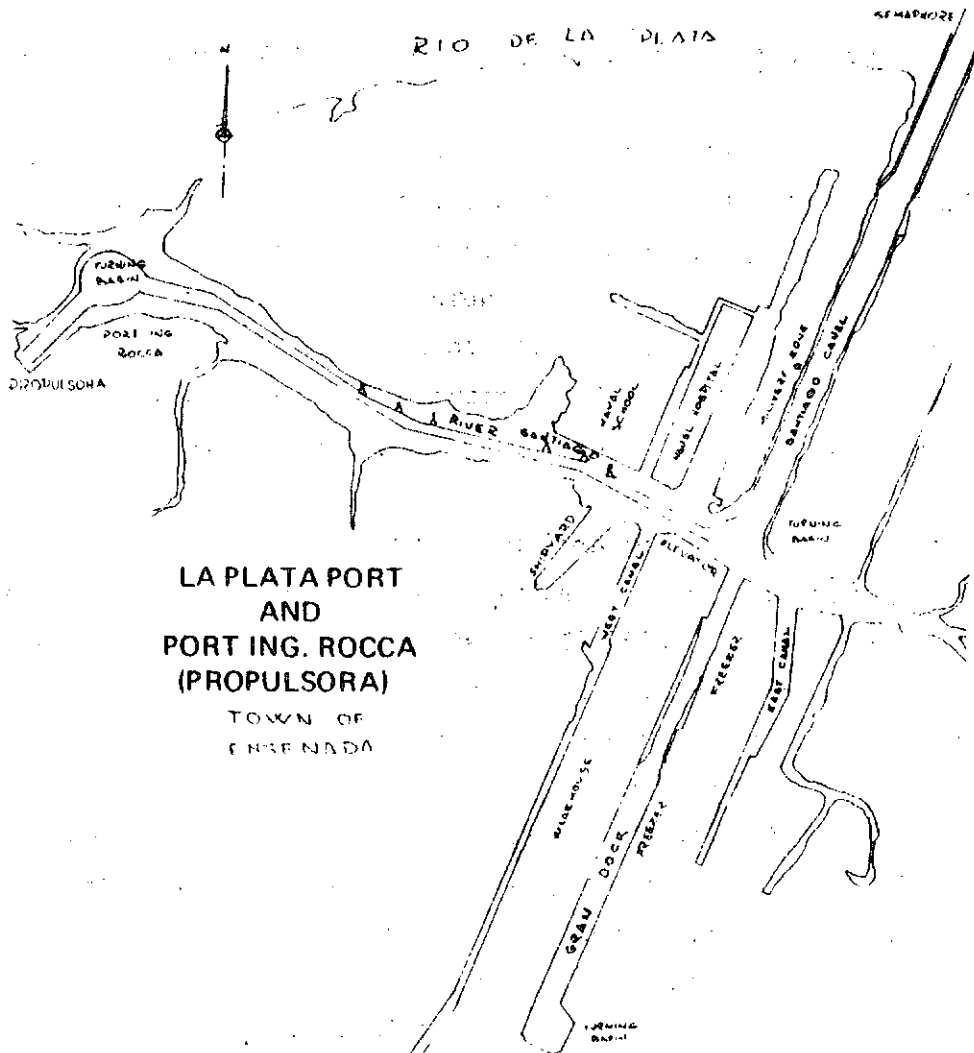 SEMAPHORE
RIO DE LA PLATA
N
TURNING
BASIN
PORT ING
ROCCA
PROPULSORA
RIVER SANTIAGO
NAVAL
SCHOOL
NAVAL HOSPITAL
SANTIAGO CANAL
TURNING
BASIN
SHIPYARD
WEST CANAL
ELEVATOR
FREEZER
EAST CANAL
LA PLATA PORT
AND
PORT ING. ROCCA
(PROPULSORA)
TOWN OF
ENSENADA
FREEZER
GRAN DOCK
TURNING
BASIN